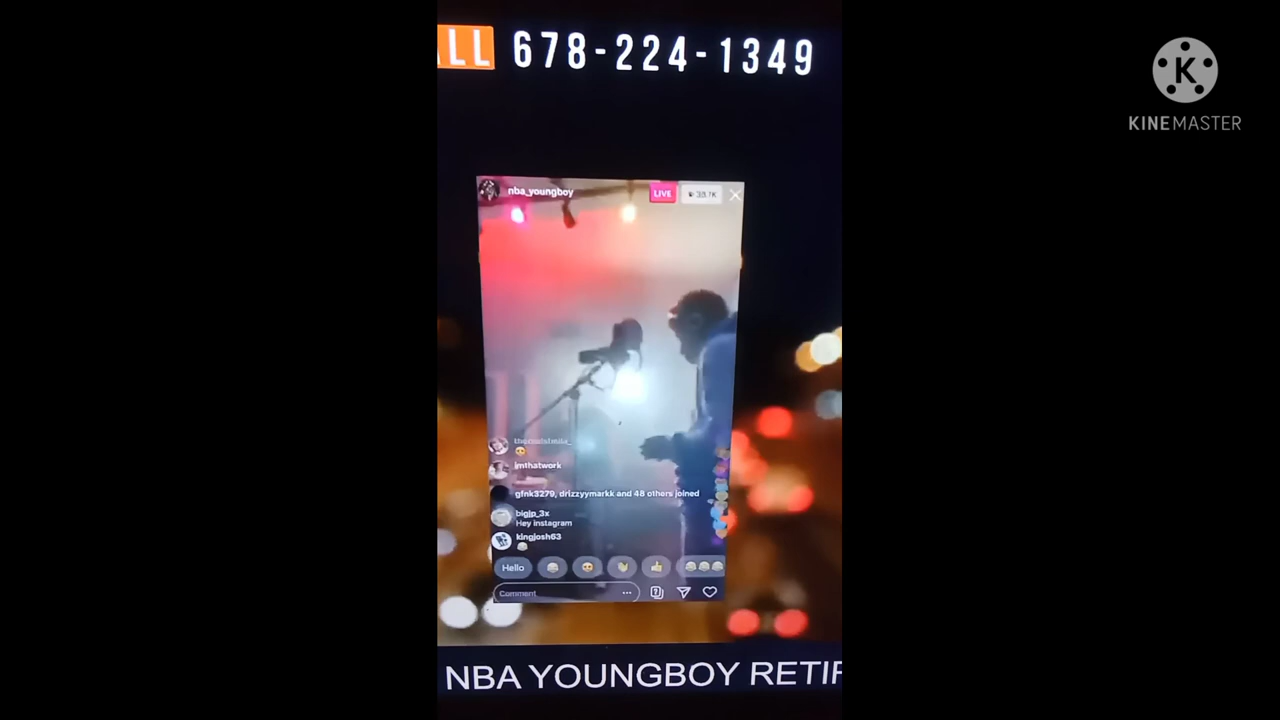 ALL 678-224-1349
K
KINEMASTER
nba_youngboy
LIVE
imthatwork
gfnk3279, drizzyymarkk and 48 others joined
bigjp_3x
Hey instagram
kingjosh63
Hello
Comment
NBA YOUNGBOY RETIR